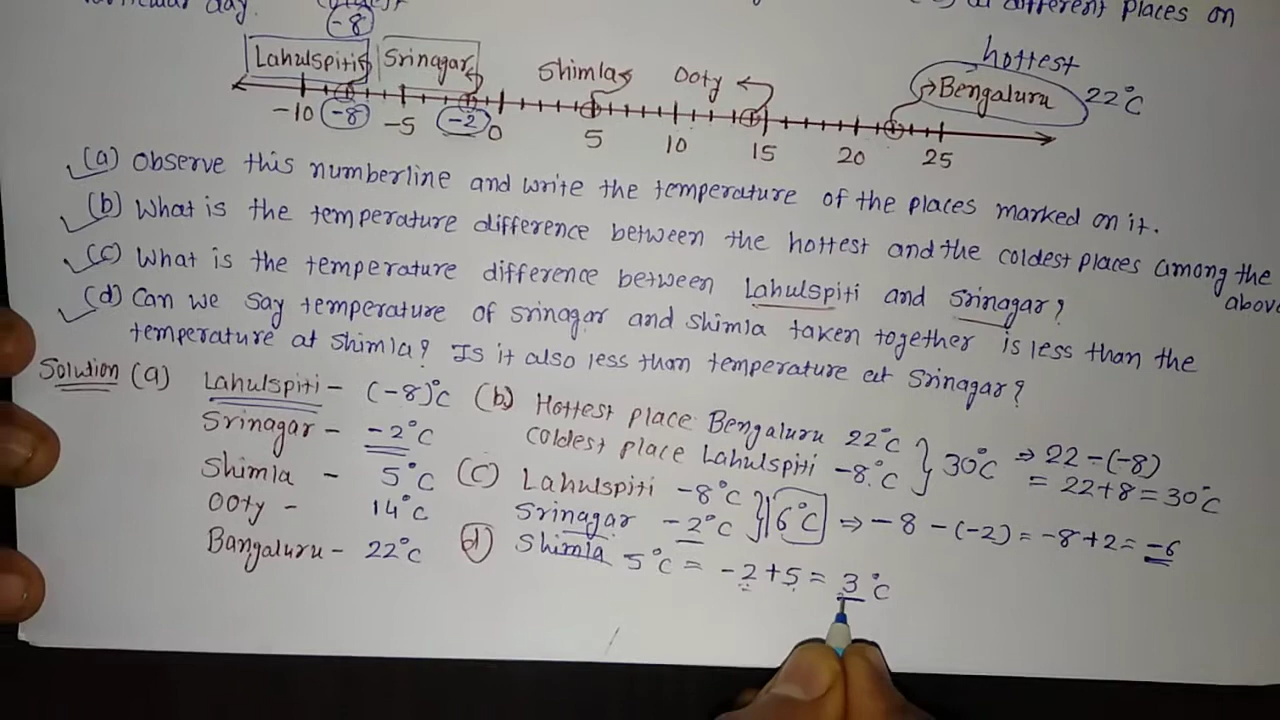 day.
different places on
(-8)
hottest
Lahulspiti Srinagar Shimla Ooty Bengaluru 22°C
-10 (-8) -5 (-2) 0 5 10 15 20 25
(a) Observe this numberline and write the temperature of the places marked on it.
(b) What is the temperature difference between the hottest and the coldest places among the above
(c) What is the temperature difference between Lahulspiti and Srinagar?
(d) Can we say temperature of srinagar and shimla taken together is less than the
temperature at shimla? Is it also less than temperature at Srinagar?
Solution (a) Lahulspiti - (-8)°C
Srinagar - -2°C
Shimla - 5°C
Ooty - 14°C
Bangaluru - 22°C
(b) Hottest place Bengaluru 22°C
coldest place Lahulspiti -8°C } 30°C ⇒ 22-(-8)
= 22+8 = 30°C
(C) Lahulspiti -8°C
Srinagar -2°C } 6°C ⇒ -8-(-2) = -8+2 = -6
(d) Shimla 5°C = -2+5 = 3°C